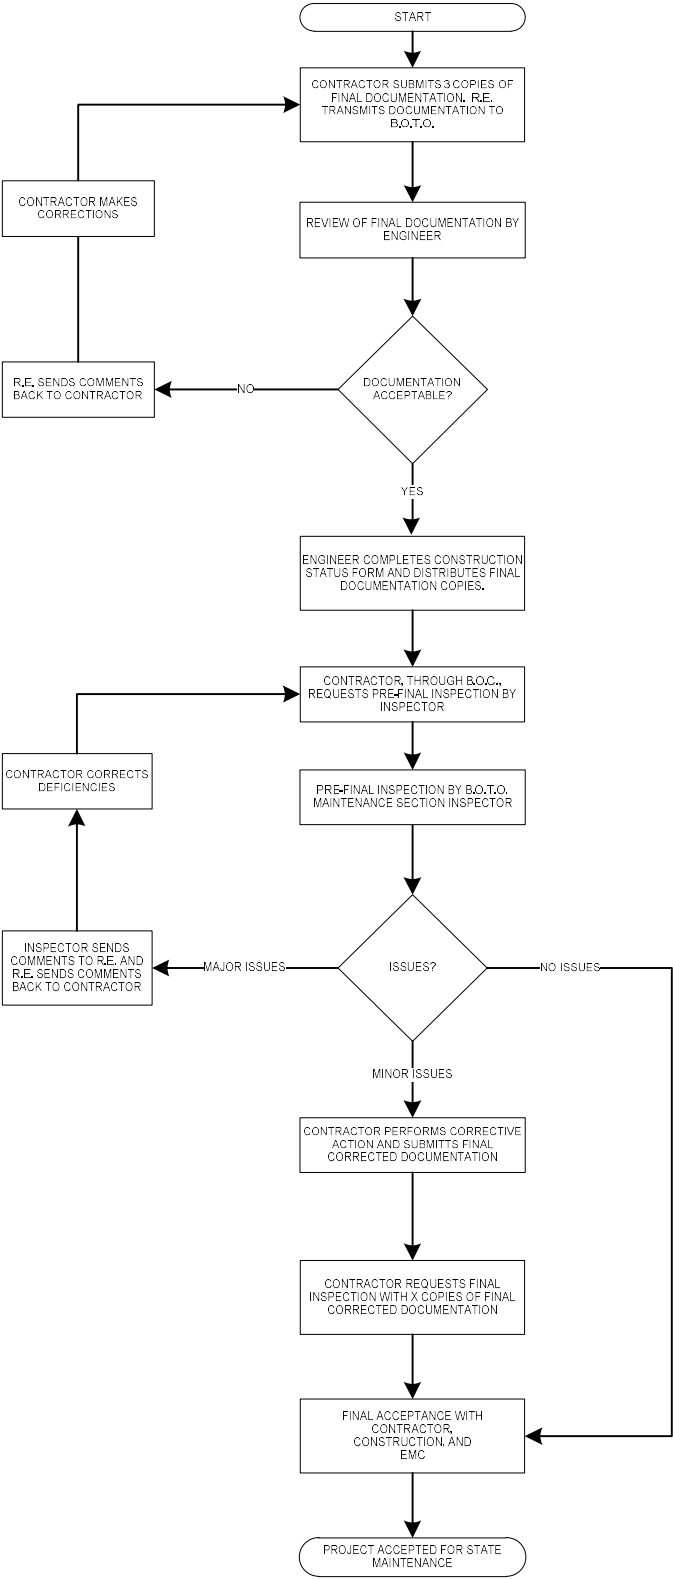 START
CONTRACTOR SUBMITS 3 COPIES OF
FINAL DOCUMENTATION. R.E.
TRANSMITS DOCUMENTATION TO
B.O.T.O.
CONTRACTOR MAKES
CORRECTIONS
REVIEW OF FINAL DOCUMENTATION BY
ENGINEER
R.E. SENDS COMMENTS
BACK TO CONTRACTOR
NO
DOCUMENTATION
ACCEPTABLE?
YES
ENGINEER COMPLETES CONSTRUCTION
STATUS FORM AND DISTRIBUTES FINAL
DOCUMENTATION COPIES.
CONTRACTOR, THROUGH B.O.C.,
REQUESTS PRE-FINAL INSPECTION BY
INSPECTOR
CONTRACTOR CORRECTS
DEFICIENCIES
PRE-FINAL INSPECTION BY B.O.T.O.
MAINTENANCE SECTION INSPECTOR
INSPECTOR SENDS
COMMENTS TO R.E. AND
R.E. SENDS COMMENTS
BACK TO CONTRACTOR
MAJOR ISSUES
ISSUES?
NO ISSUES
MINOR ISSUES
CONTRACTOR PERFORMS CORRECTIVE
ACTION AND SUBMITTS FINAL
CORRECTED DOCUMENTATION
CONTRACTOR REQUESTS FINAL
INSPECTION WITH X COPIES OF FINAL
CORRECTED DOCUMENTATION
FINAL ACCEPTANCE WITH
CONTRACTOR,
CONSTRUCTION, AND
EMC
PROJECT ACCEPTED FOR STATE
MAINTENANCE